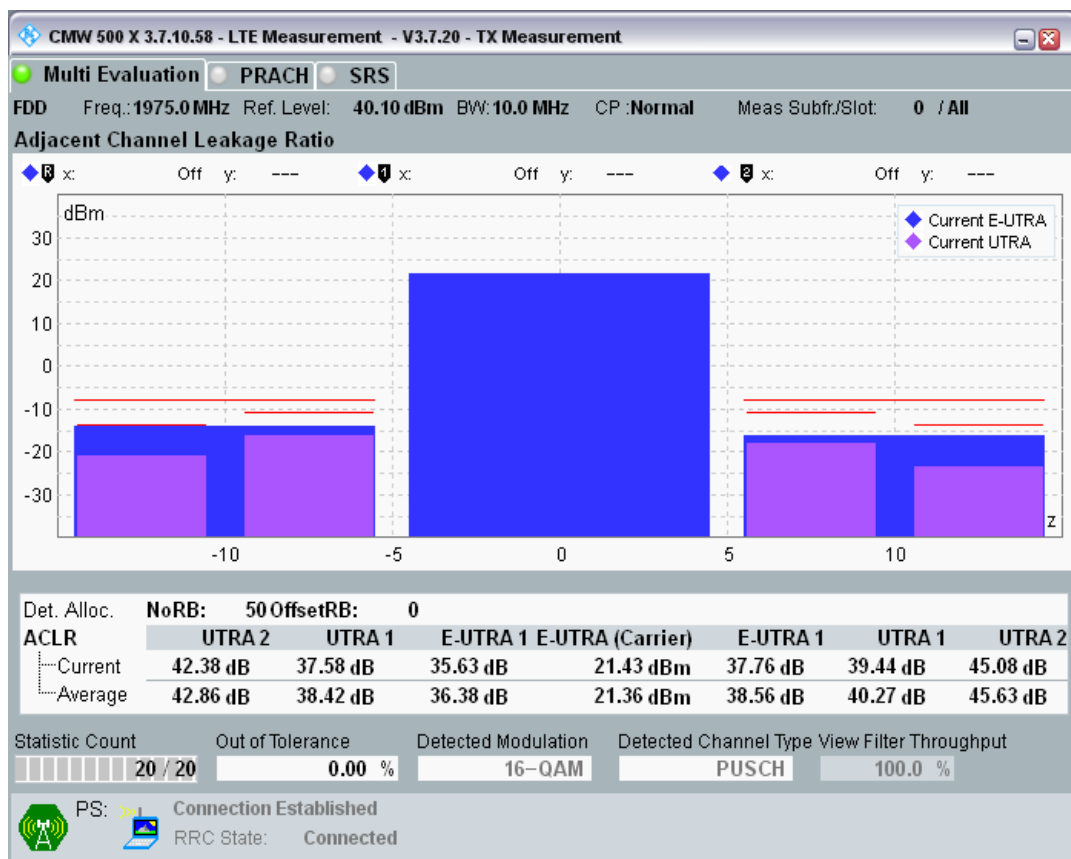 CMW 500 X 3.7.10.58 - LTE Measurement - V3.7.20 - TX Measurement
Multi Evaluation PRACH SRS
FDD Freq.:1975.0 MHz Ref. Level: 40.10 dBm BW:10.0 MHz CP :Normal Meas Subfr./Slot: 0 / All
Adjacent Channel Leakage Ratio
R x: Off y: --- 1 x: Off y: --- 2 x: Off y: ---
dBm
Current E-UTRA
Current UTRA
30
20
10
0
-10
-20
-30
z
-10 -5 0 5 10
Det. Alloc. NoRB: 50 OffsetRB: 0
ACLR UTRA 2 UTRA 1 E-UTRA 1 E-UTRA (Carrier) E-UTRA 1 UTRA 1 UTRA 2
Current 42.38 dB 37.58 dB 35.63 dB 21.43 dBm 37.76 dB 39.44 dB 45.08 dB
Average 42.86 dB 38.42 dB 36.38 dB 21.36 dBm 38.56 dB 40.27 dB 45.63 dB
Statistic Count Out of Tolerance Detected Modulation Detected Channel Type View Filter Throughput
20 / 20 0.00 % 16-QAM PUSCH 100.0 %
PS: Connection Established
RRC State: Connected